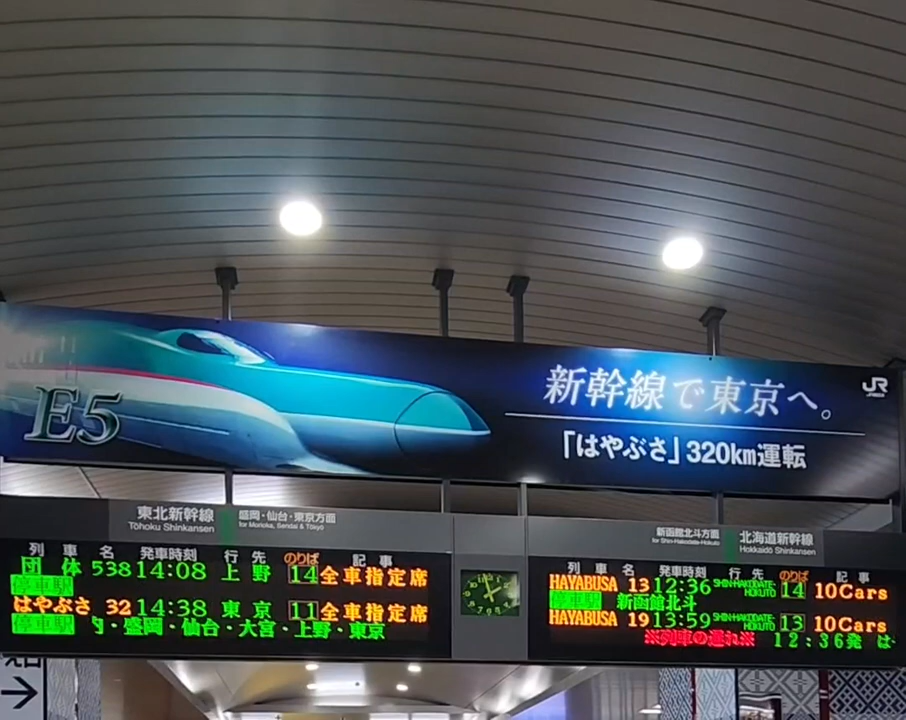 E5
新幹線で東京へ。
JR
「はやぶさ」320km運転
東北新幹線
Tōhoku Shinkansen
盛岡・仙台・東京方面
for Morioka, Sendai & Tōkyō
列車名 発車時刻 行先 のりば 記事
団体 538 14:08 上野 14 全車指定席
停車駅
はやぶさ 32 14:38 東京 11 全車指定席
停車駅 ・盛岡・仙台・大宮・上野・東京
新函館北斗方面
for Shin-Hakodate-Hokuto
北海道新幹線
Hokkaidō Shinkansen
列車名 発車時刻 行先 のりば 記事
HAYABUSA 13 12:36 SHIN-HAKODATE-HOKUTO 14 10Cars
停車駅 新函館北斗
HAYABUSA 19 13:59 SHIN-HAKODATE-HOKUTO 13 10Cars
※列車の遅れ※ 12:36発 は